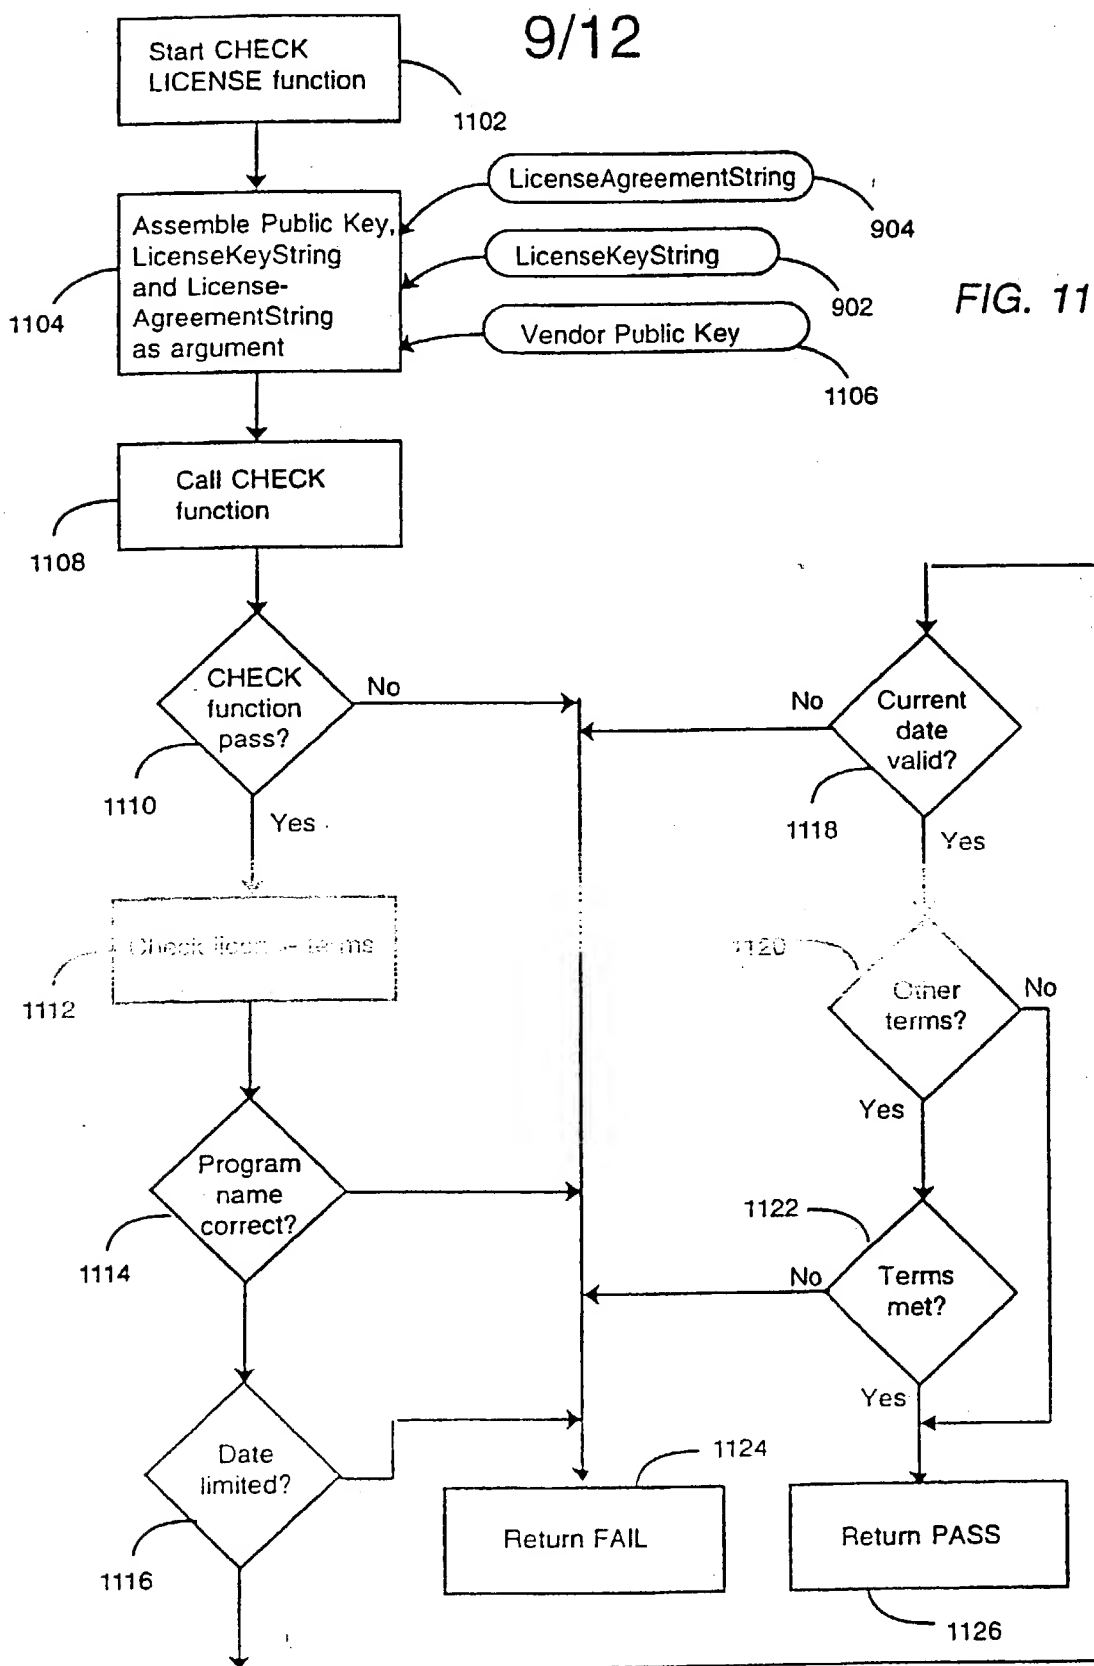 9/12
Start CHECK
LICENSE function
1102
LicenseAgreementString
904
Assemble Public Key,
LicenseKeyString
and License-
AgreementString
as argument
1104
LicenseKeyString
902
FIG. 11
Vendor Public Key
1106
Call CHECK
function
1108
CHECK
function
pass?
No
1110
Yes
No
Current
date
valid?
1118
Yes
Check terms
1112
1120
Other
terms?
No
Yes
Program
name
correct?
1114
1122
No
Terms
met?
Yes
Date
limited?
1116
1124
Return FAIL
Return PASS
1126